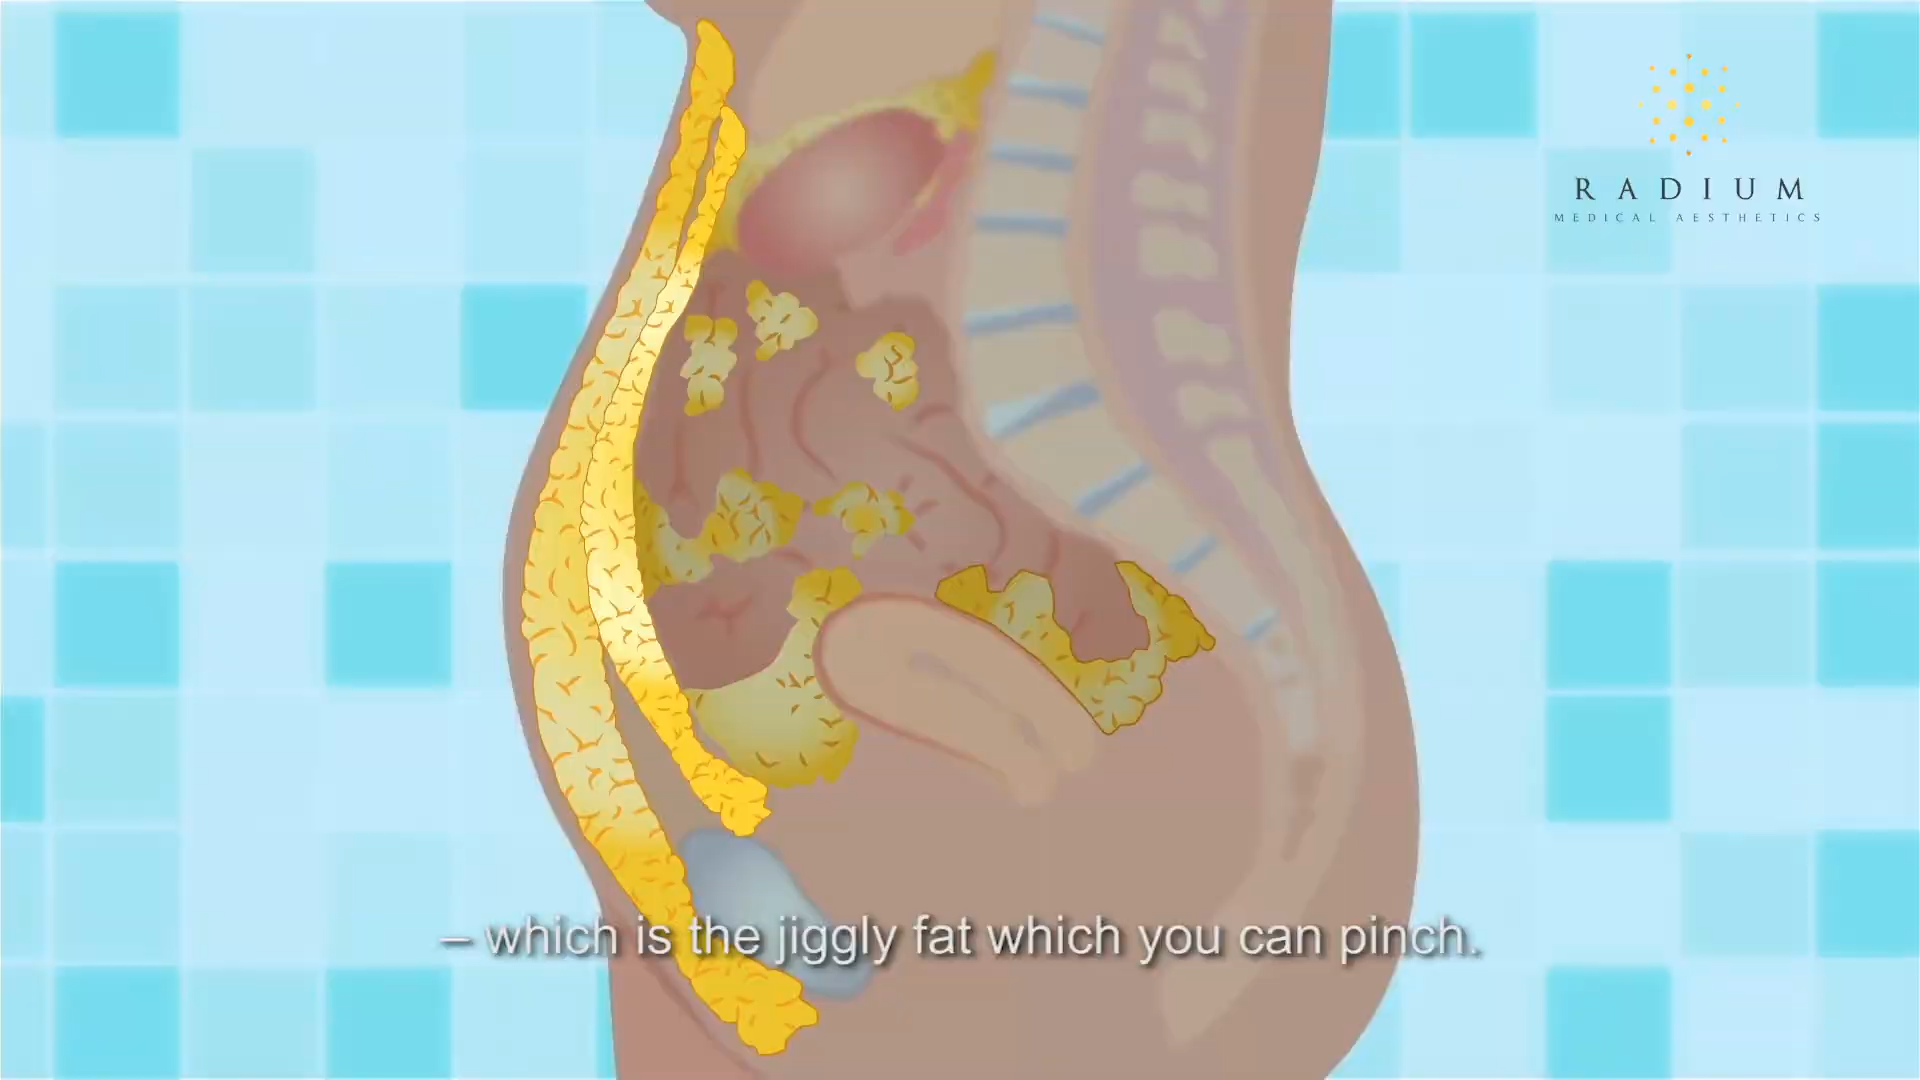 RADIUM
MEDICAL AESTHETICS
– which is the jiggly fat which you can pinch.